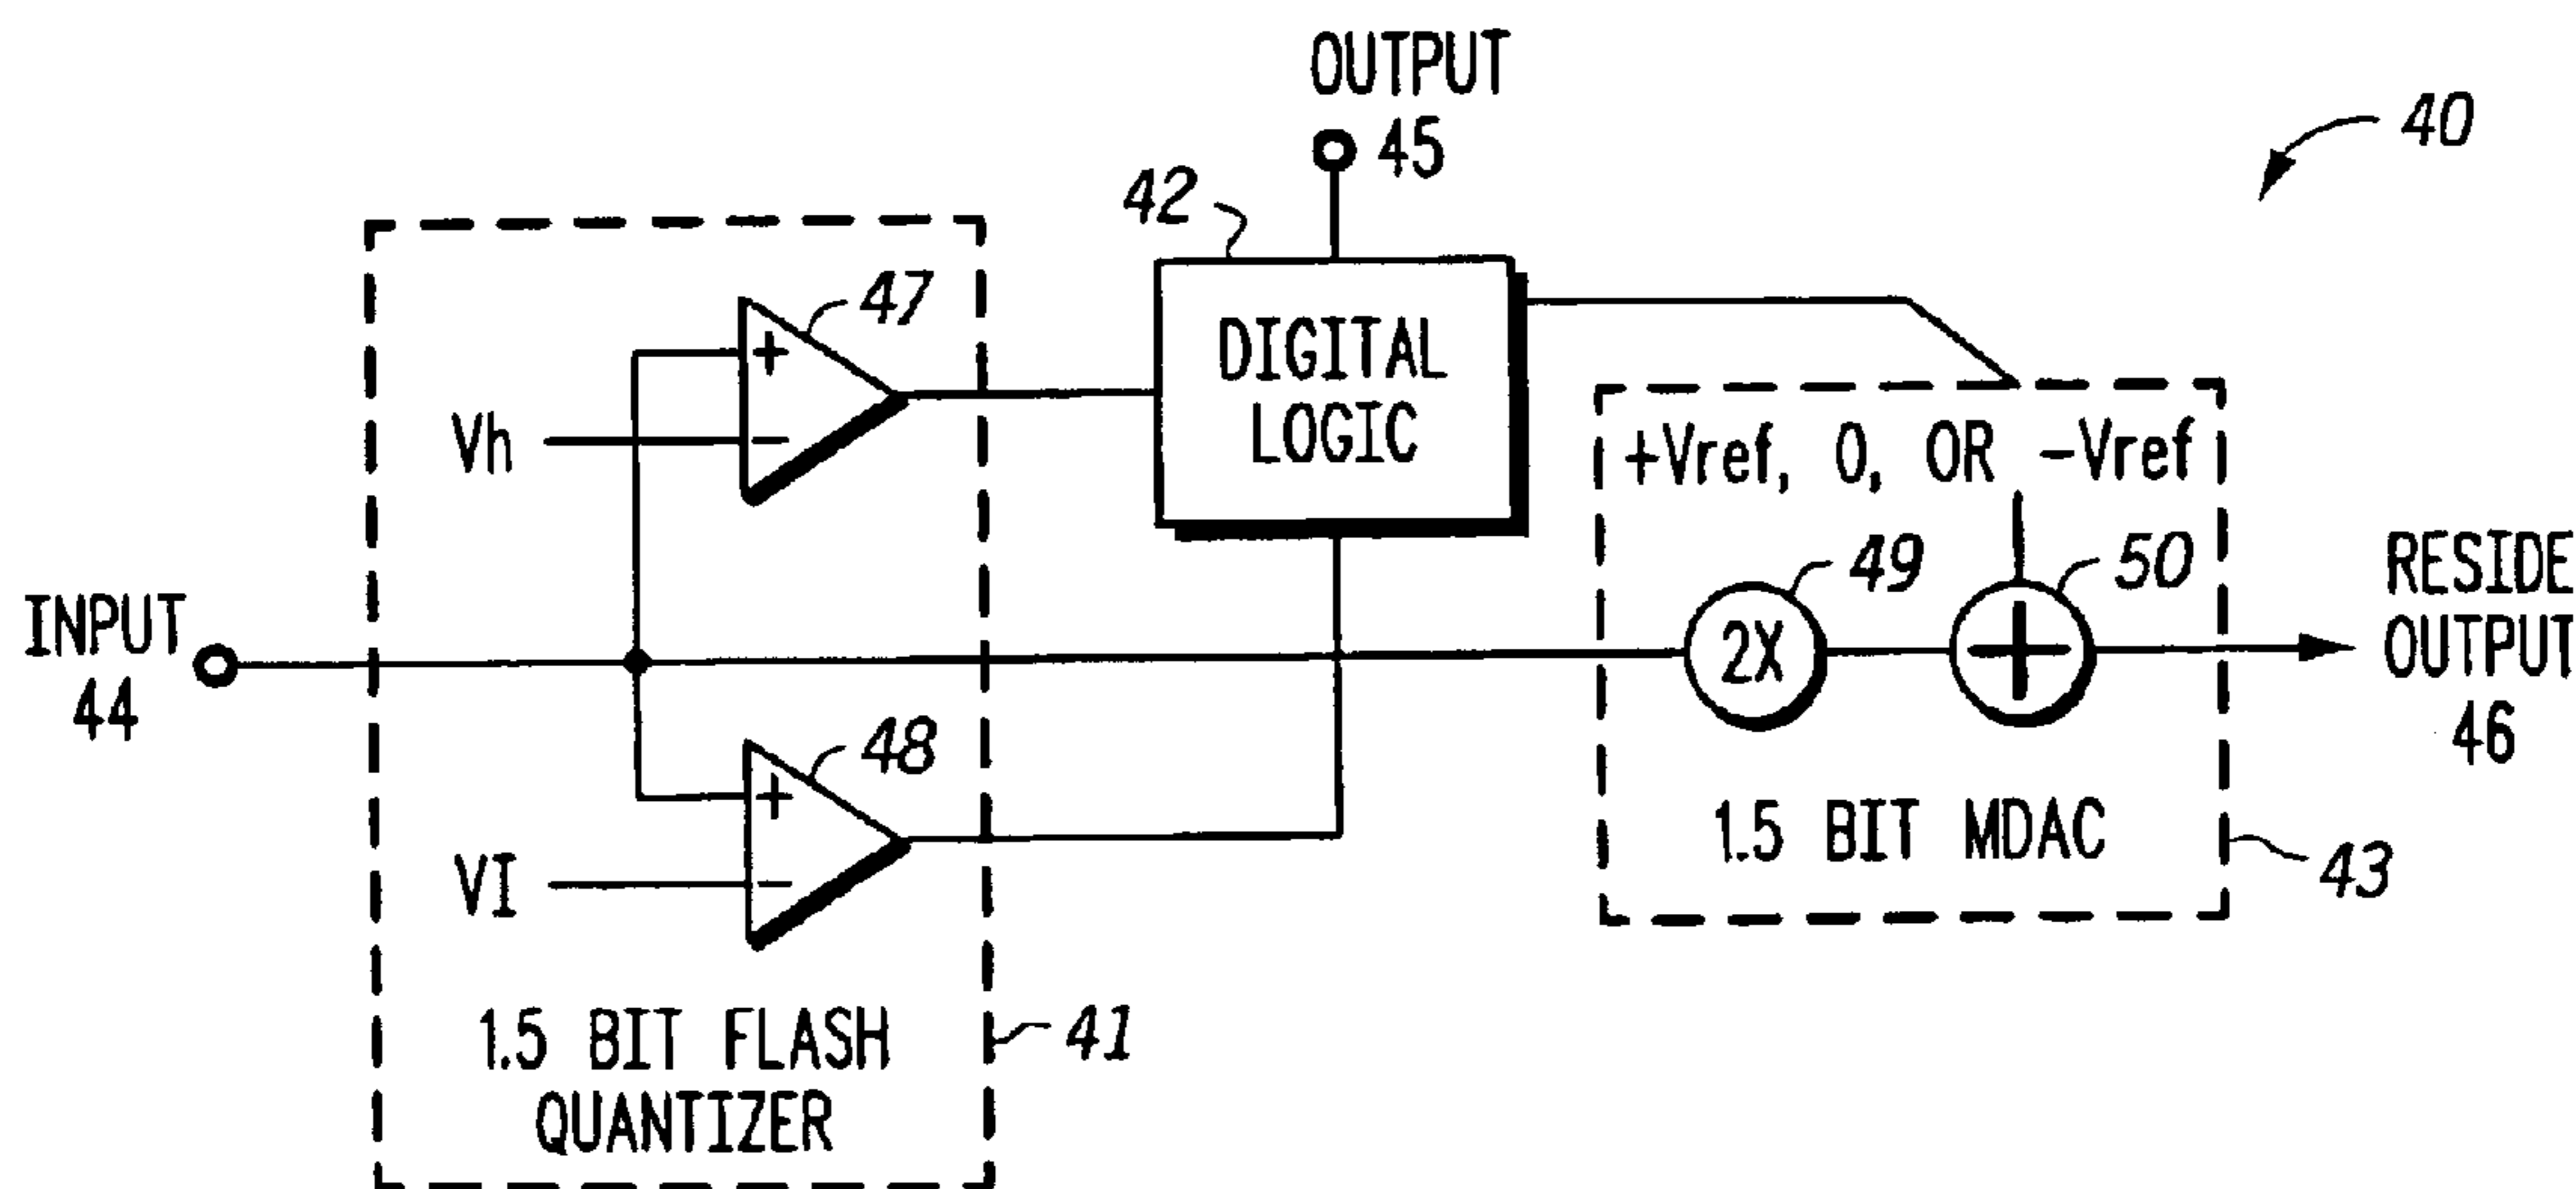 OUTPUT
45
40
42
47
DIGITAL
LOGIC
Vh
+Vref, 0, OR -Vref
49
50
RESIDE
OUTPUT
46
INPUT
44
2X
+
-
48
+
-
VI
1.5 BIT MDAC
43
1.5 BIT FLASH
QUANTIZER
41